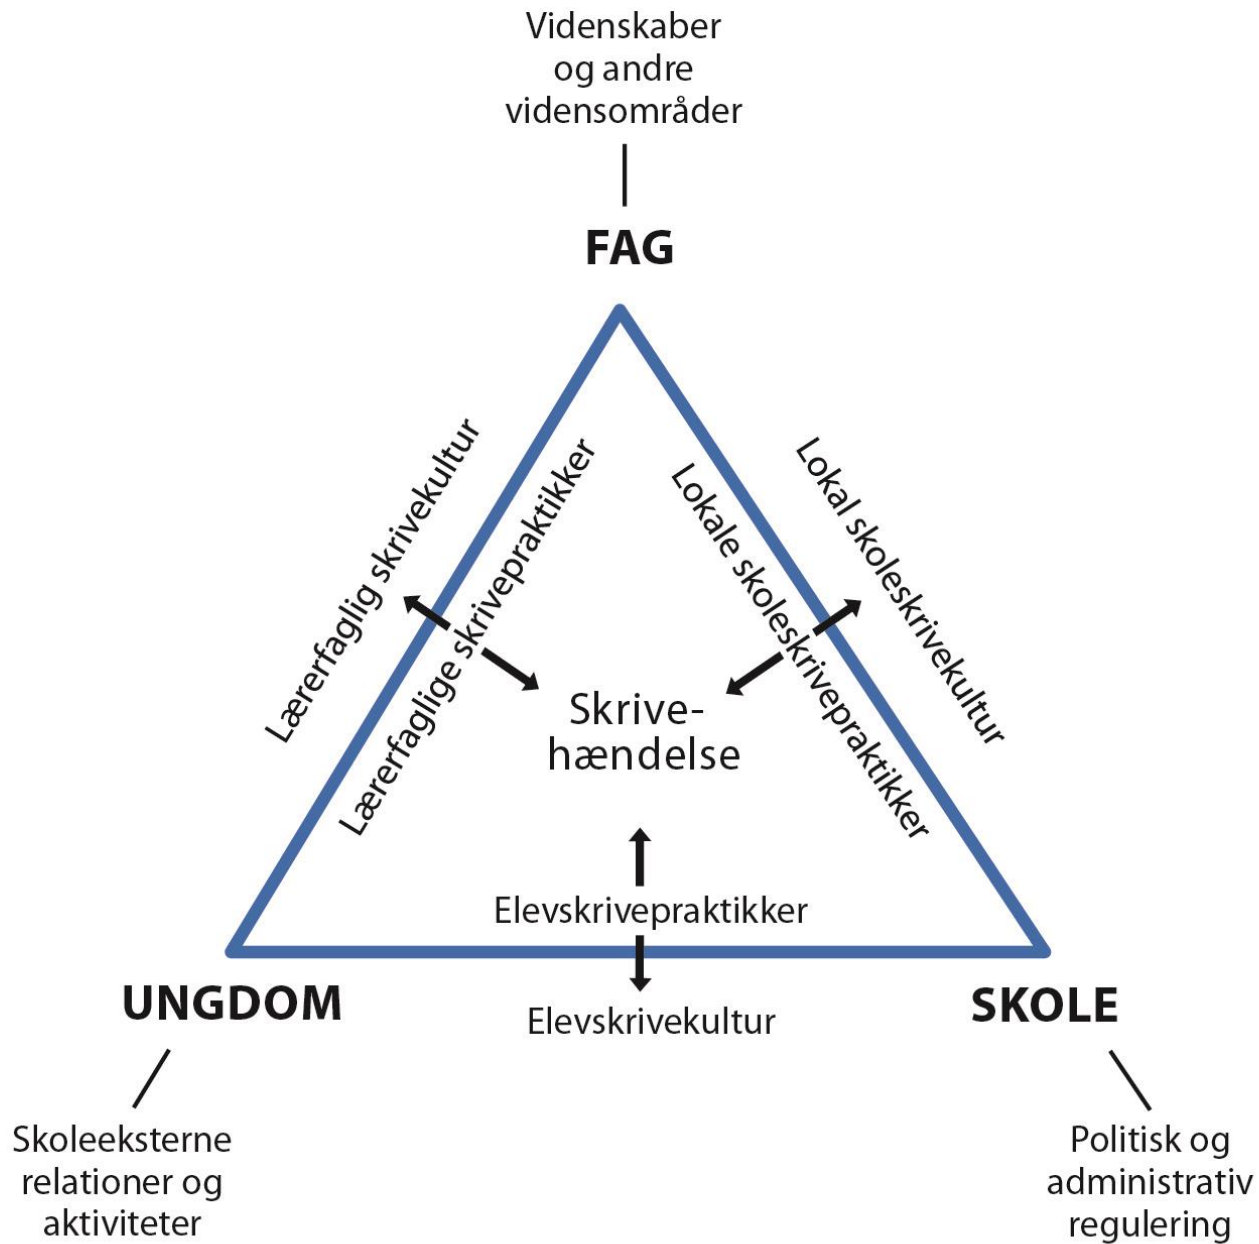 Videnskaber
og andre
vidensområder
FAG
Lærerfaglig skrivekultur
Lærerfaglige skrivepraktikker
Lokale skoleskrivepraktikker
Lokal skoleskrivekultur
Skrive-
hændelse
Elevskrivepraktikker
Elevskrivekultur
UNGDOM
SKOLE
Skoleeksterne
relationer og
aktiviteter
Politisk og
administrativ
regulering